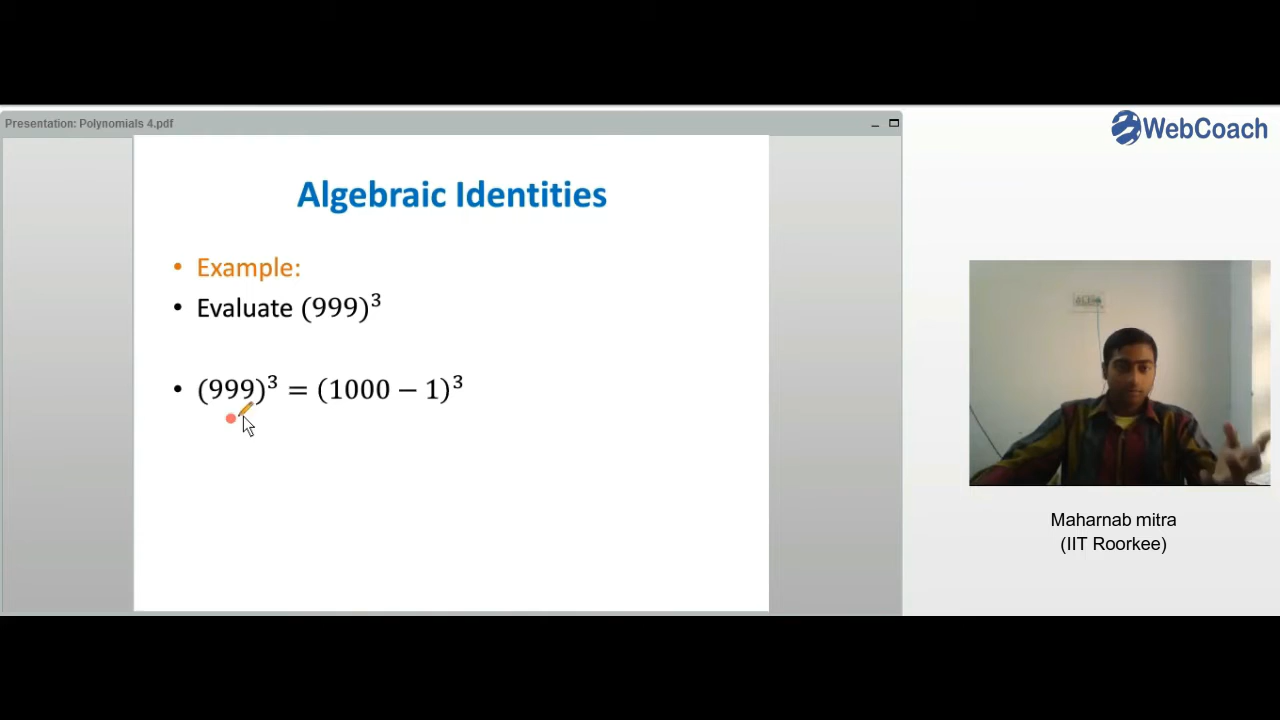 Presentation: Polynomials 4.pdf
WebCoach
Algebraic Identities
• Example:
• Evaluate (999)³
• (999)³ = (1000 − 1)³
Maharnab mitra
(IIT Roorkee)